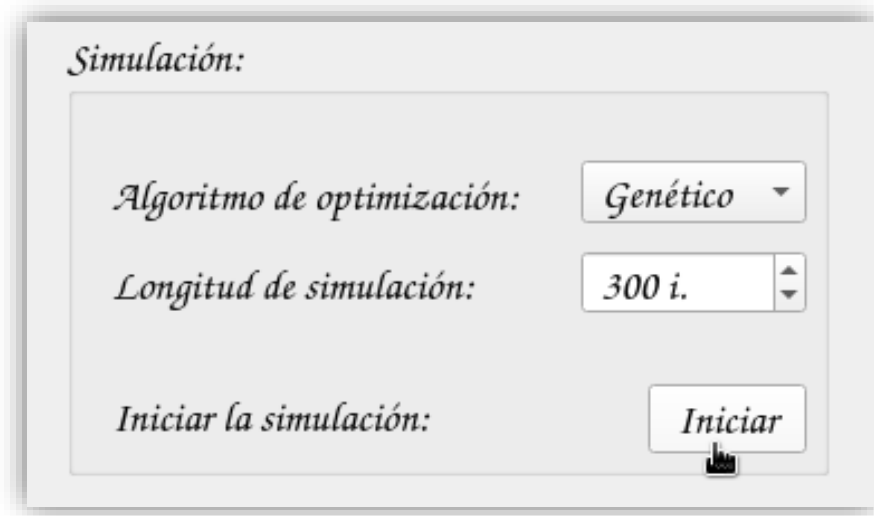 Simulación:
Algoritmo de optimización: Genético
Longitud de simulación: 300 i.
Iniciar la simulación: Iniciar